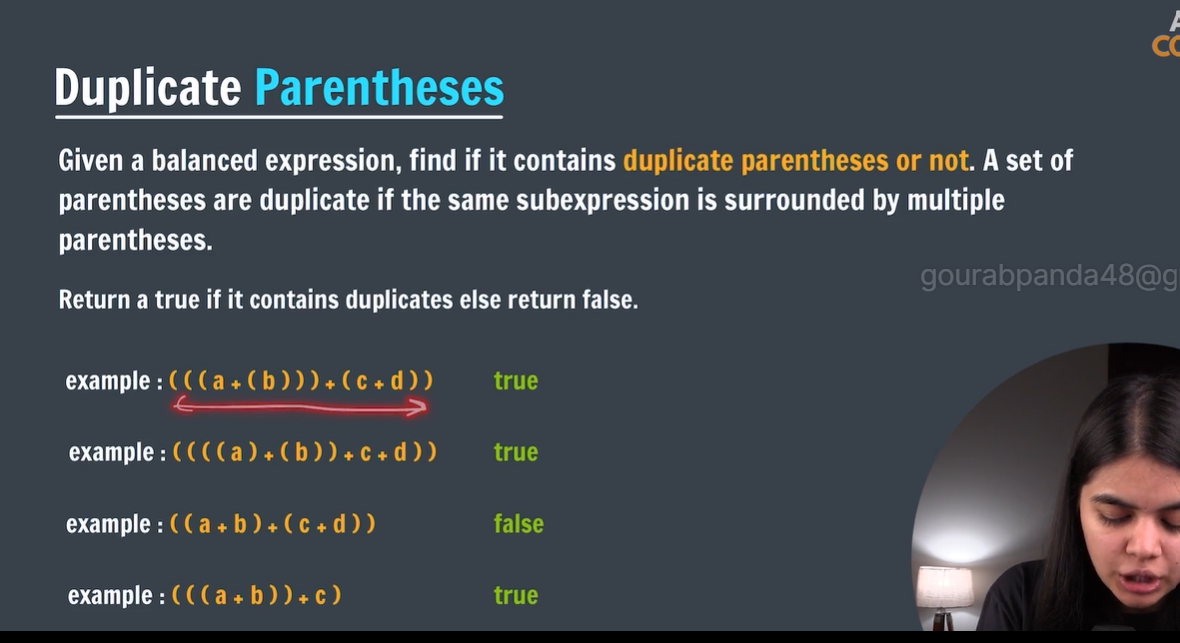 Duplicate Parentheses
Given a balanced expression, find if it contains duplicate parentheses or not. A set of
parentheses are duplicate if the same subexpression is surrounded by multiple
parentheses.
gourabpanda48@g
Return a true if it contains duplicates else return false.
example : (((a+(b)))+(c+d)) true
example : ((((a)+(b))+c+d)) true
example : ((a+b)+(c+d)) false
example : (((a+b))+c) true